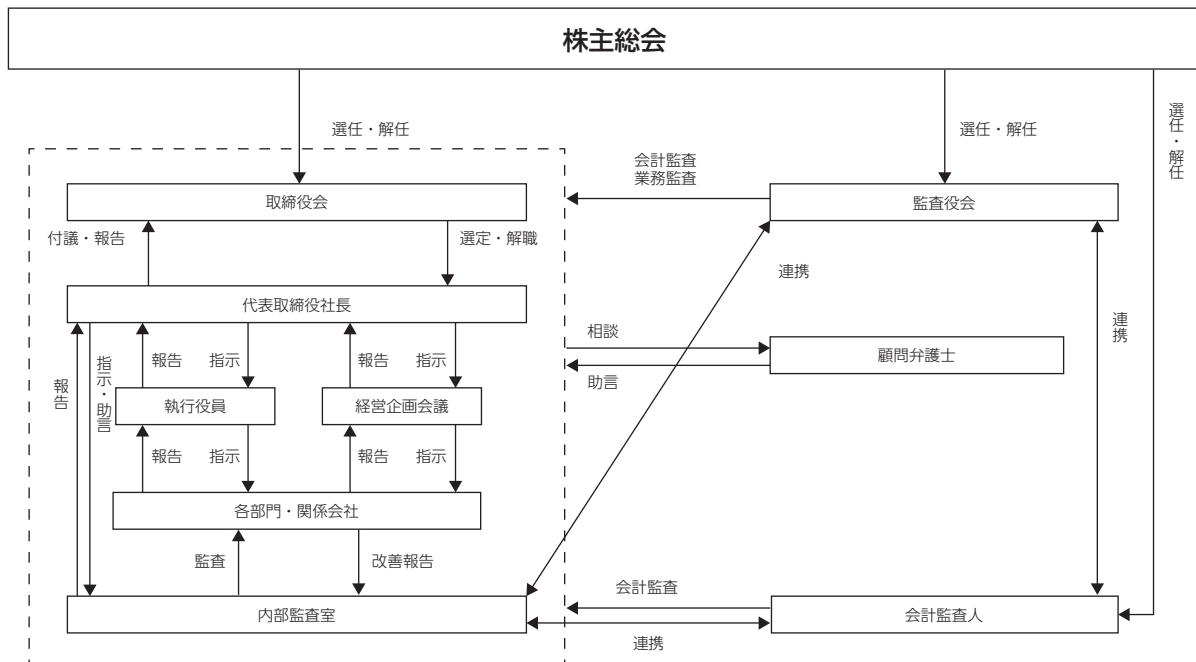 株主総会
選任・解任
選任・解任
選任・解任
会計監査
業務監査
取締役会
監査役会
付議・報告
選定・解職
連携
代表取締役社長
相談
顧問弁護士
助言
連携
報告
指示
報告
指示
報告
指示・助言
執行役員
経営企画会議
報告
指示
報告
指示
各部門・関係会社
監査
改善報告
会計監査
内部監査室
会計監査人
連携